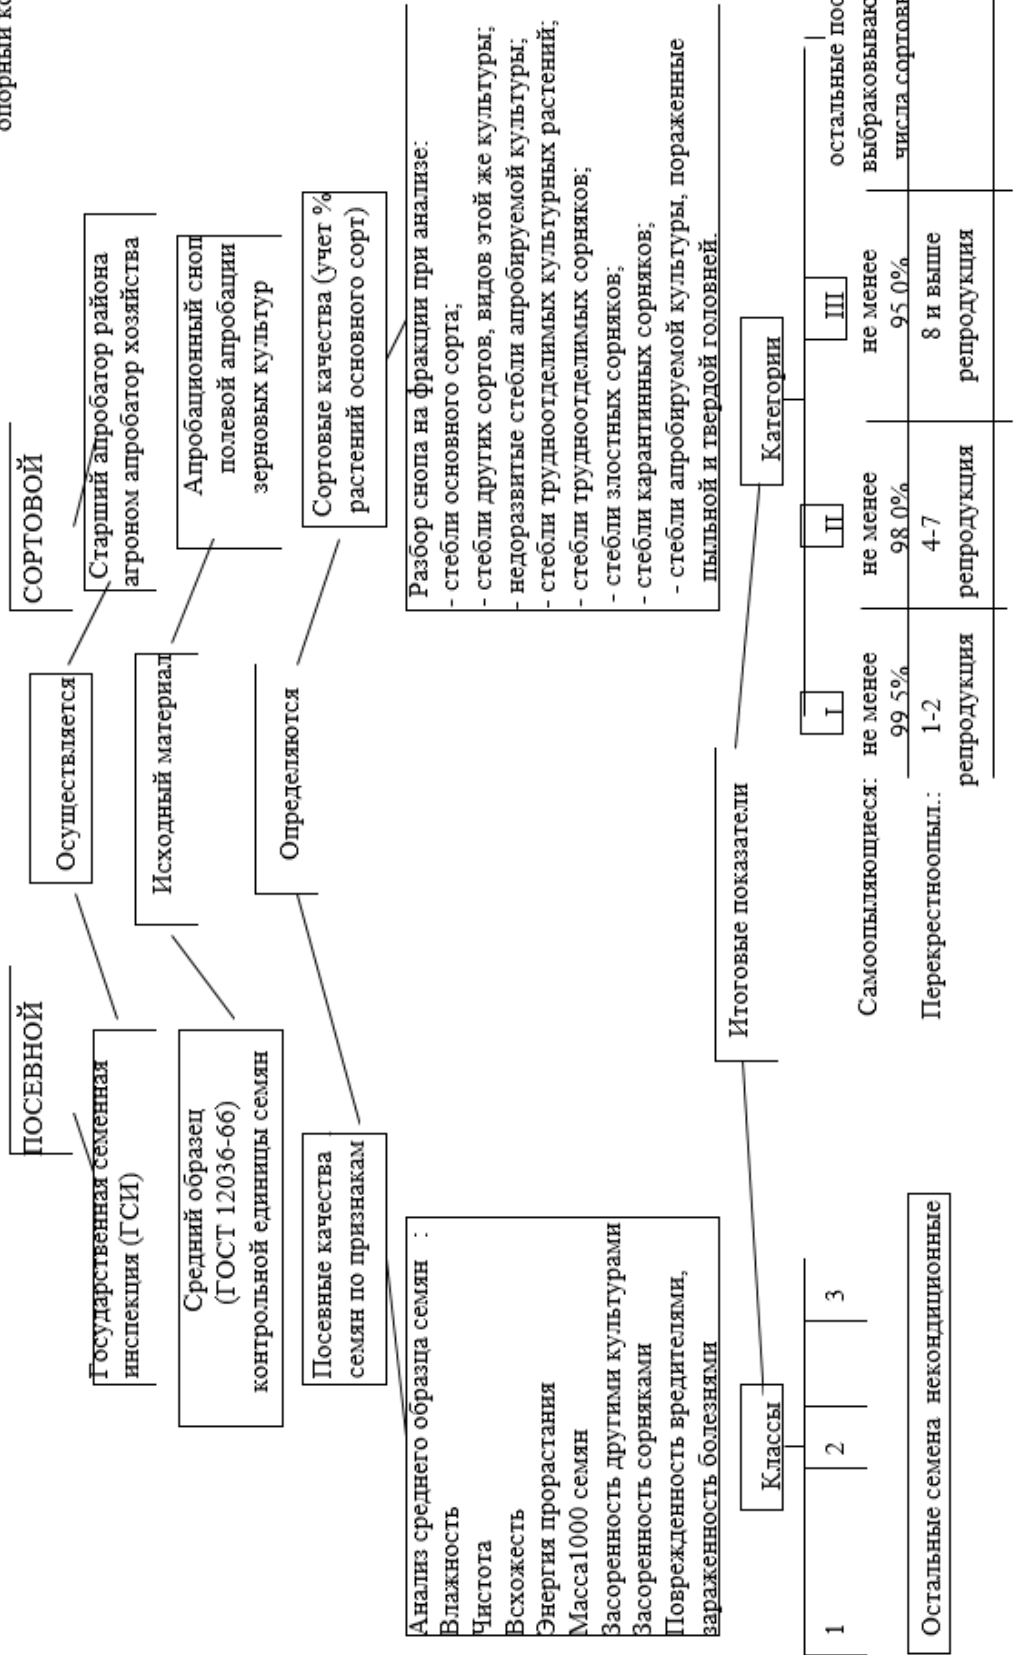 опорный ко
ПОСЕВНОЙ
СОРТОВОЙ
Осуществляется
Государственная семенная
инспекция (ГСИ)
Старший апробатор района
агроном апробатор хозяйства
Исходный материал
Средний образец
(ГОСТ 12036-66)
контрольной единицы семян
Апробационный сноп
полевой апробации
зерновых культур
Определяются
Посевные качества
семян по признакам
Сортовые качества (учет %
растений основного сорт)
Анализ среднего образца семян :
Влажность
Чистота
Всхожесть
Энергия прорастания
Масса1000 семян
Засоренность другими культурами
Засоренность сорняками
Поврежденность вредителями,
зараженность болезнями
Разбор снопа на фракции при анализе:
- стебли основного сорта;
- стебли других сортов, видов этой же культуры;
- недоразвитые стебли апробируемой культуры;
- стебли трудноотделимых культурных растений;
- стебли трудноотделимых сорняков;
- стебли злостных сорняков;
- стебли карантинных сорняков;
- стебли апробируемой культуры, пораженные
пыльной и твердой головней.
Итоговые показатели
Классы
Категории
1 2 3
I II III
остальные пос
выбраковываю
числа сортовы
Самоопыляющиеся: не менее не менее не менее
99 5% 98 0% 95 0%
Перекрестноопыл.: 1-2 4-7 8 и выше
репродукция репродукция репродукция
Остальные семена некондиционные